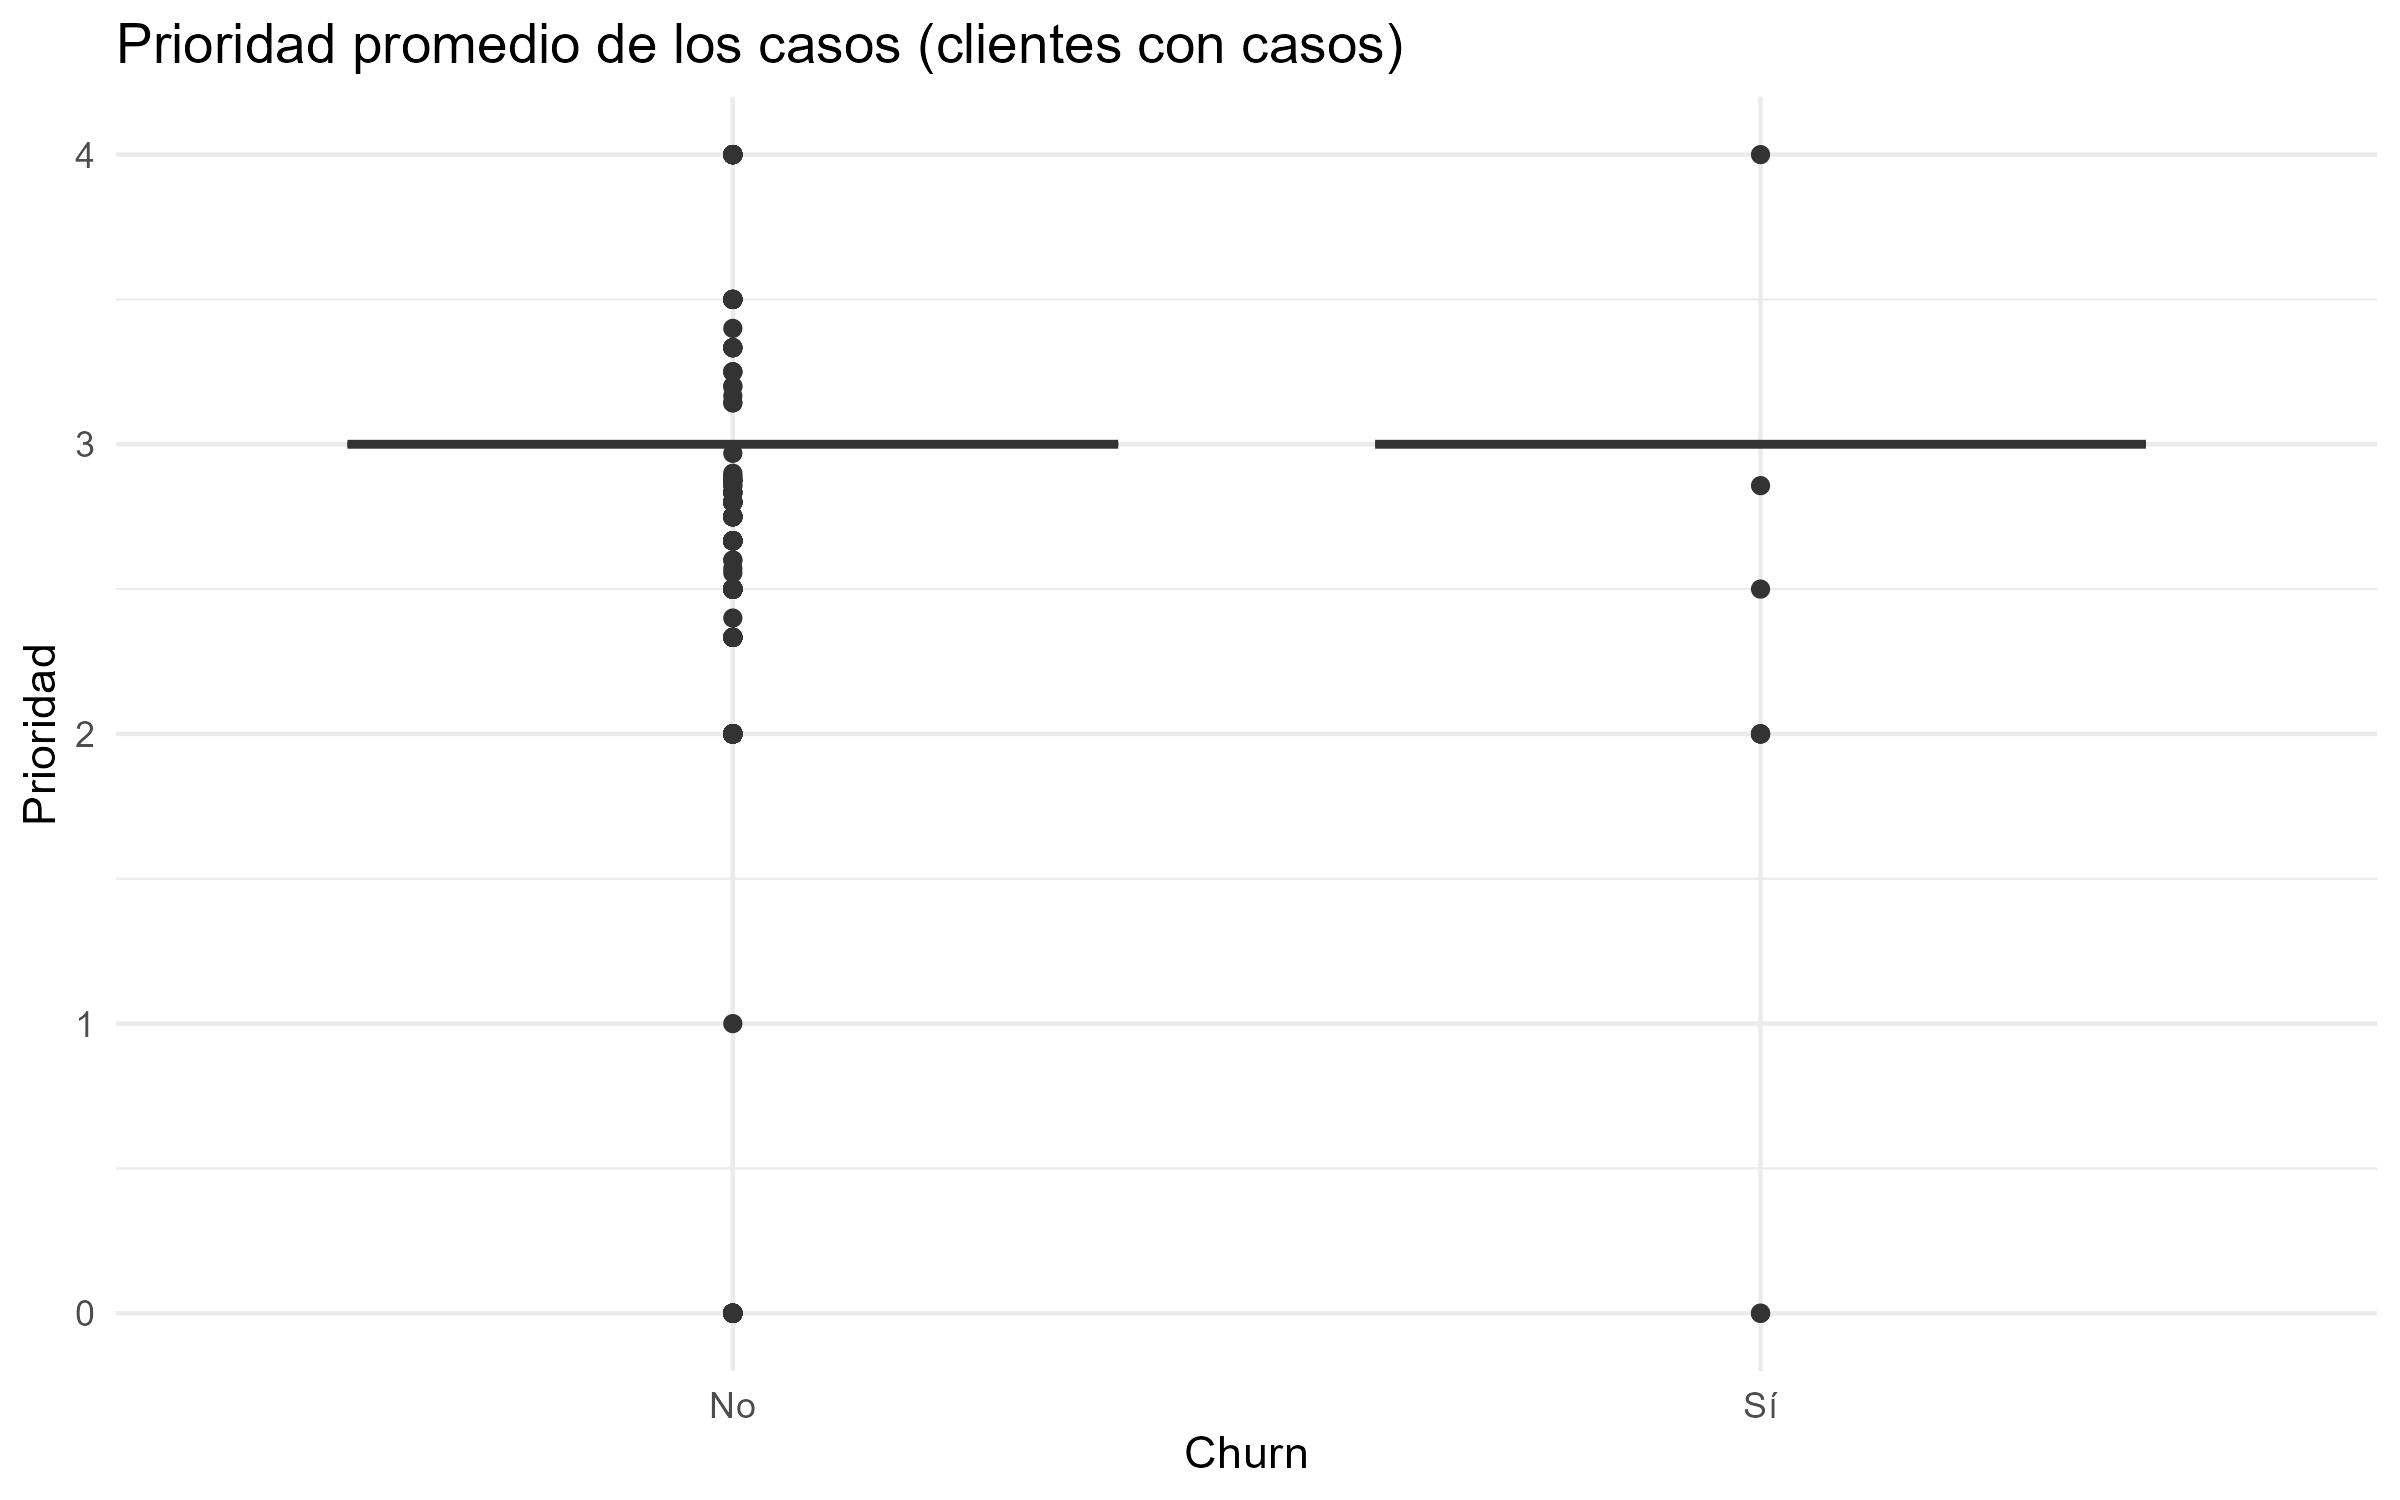 Prioridad promedio de los casos (clientes con casos)
4
3
2
1
0
Prioridad
No
Sí
Churn